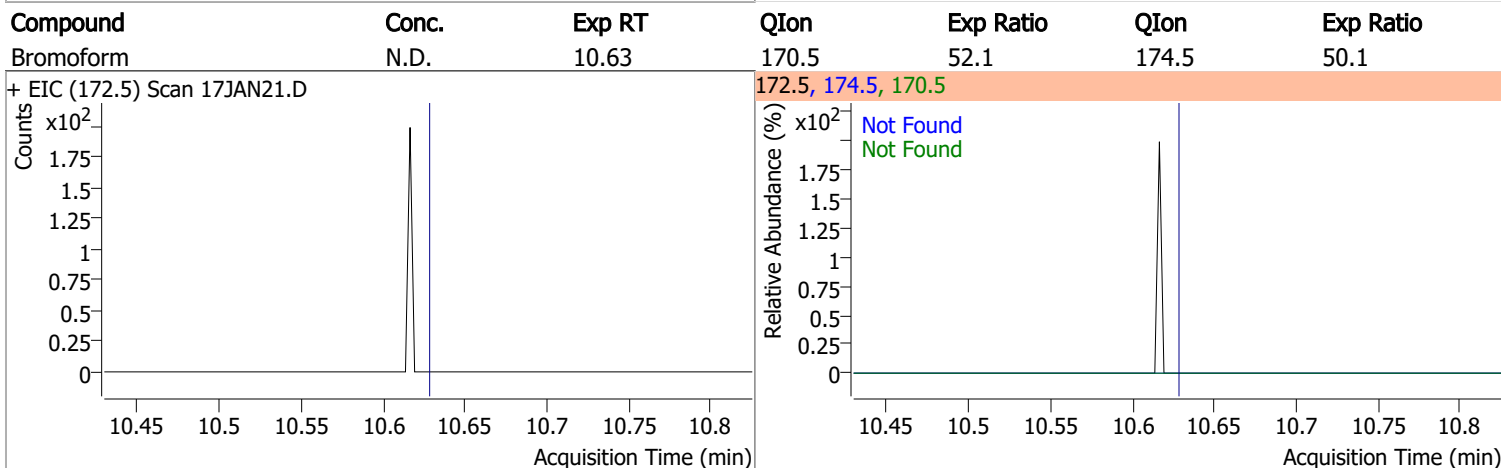 Compound Conc. Exp RT QIon Exp Ratio QIon Exp Ratio
Bromoform N.D. 10.63 170.5 52.1 174.5 50.1
+ EIC (172.5) Scan 17JAN21.D
Counts
x10²
1.75
1.5
1.25
1
0.75
0.5
0.25
0
10.45 10.5 10.55 10.6 10.65 10.7 10.75 10.8
Acquisition Time (min)
172.5, 174.5, 170.5
Relative Abundance (%)
x10²
Not Found
Not Found
1.75
1.5
1.25
1
0.75
0.5
0.25
0
10.45 10.5 10.55 10.6 10.65 10.7 10.75 10.8
Acquisition Time (min)